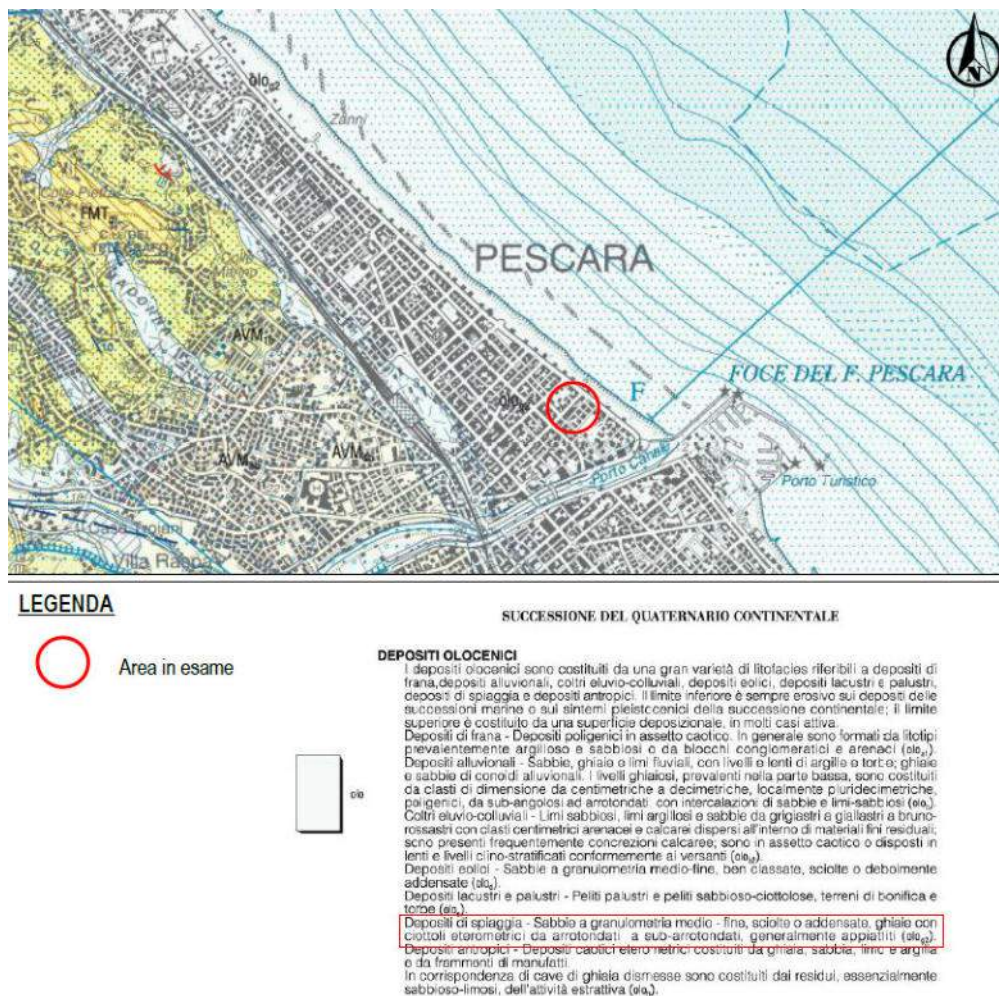 olo_g2
Zanni
N
PESCARA
FMT
AVM
F
FOCE DEL F. PESCARA
AVM
AVM
Porto Canale
Porto Turistico
Villa Raspa
LEGENDA
Area in esame
SUCCESSIONE DEL QUATERNARIO CONTINENTALE
DEPOSITI OLOCENICI
I depositi olocenici sono costituiti da una gran varietà di litofacies riferibili a depositi di
frana,depositi alluvionali, coltri eluvio-colluviali, depositi eolici, depositi lacustri e palustri,
depositi di spiaggia e depositi antropici. Il limite inferiore è sempre erosivo sui depositi delle
successioni marine o sui sintemi pleistocenici della successione continentale; il limite
superiore è costituito da una superficie deposizionale, in molti casi attiva.
Depositi di frana - Depositi poligenici in assetto caotico. In generale sono formati da litotipi
prevalentemente argilloso e sabbiosi o da blocchi conglomeratici e arenaci (olo_a1).
Depositi alluvionali - Sabbie, ghiaie e limi fluviali, con livelli e lenti di argille e torbe; ghiaie
e sabbie di conoidi alluvionali. I livelli ghiaiosi, prevalenti nella parte bassa, sono costituiti
da clasti di dimensione da centimetriche a decimetriche, localmente pluridecimetriche,
poligenici, da sub-angolosi ad arrotondati con intercalazioni di sabbie e limi-sabbiosi (olo_b).
olo
Coltri eluvio-colluviali - Limi sabbiosi, limi argillosi e sabbie da grigiastri a giallastri a bruno-
rossastri con clasti centimetrici arenacei e calcarei dispersi all'interno di materiali fini residuali;
sono presenti frequentemente concrezioni calcaree; sono in assetto caotico o disposti in
lenti e livelli clino-stratificati conformemente ai versanti (olo_b2).
Depositi eolici - Sabbie a granulometria medio-fine, ben classate, sciolte o debolmente
addensate (olo_d).
Depositi lacustri e palustri - Peliti palustri e peliti sabbioso-ciottolose, terreni di bonifica e
torbe (olo_e).
Depositi di spiaggia - Sabbie a granulometria medio - fine, sciolte o addensate, ghiaie con
ciottoli eterometrici da arrotondati a sub-arrotondati, generalmente appiattiti (olo_g2).
Depositi antropici - Depositi caotici eterometrici costituiti da ghiaia, sabbia, limo e argilla
o da frammenti di manufatti.
In corrispondenza di cave di ghiaia dismesse sono costituiti dai residui, essenzialmente
sabbioso-limosi, dell'attività estrattiva (olo_h).